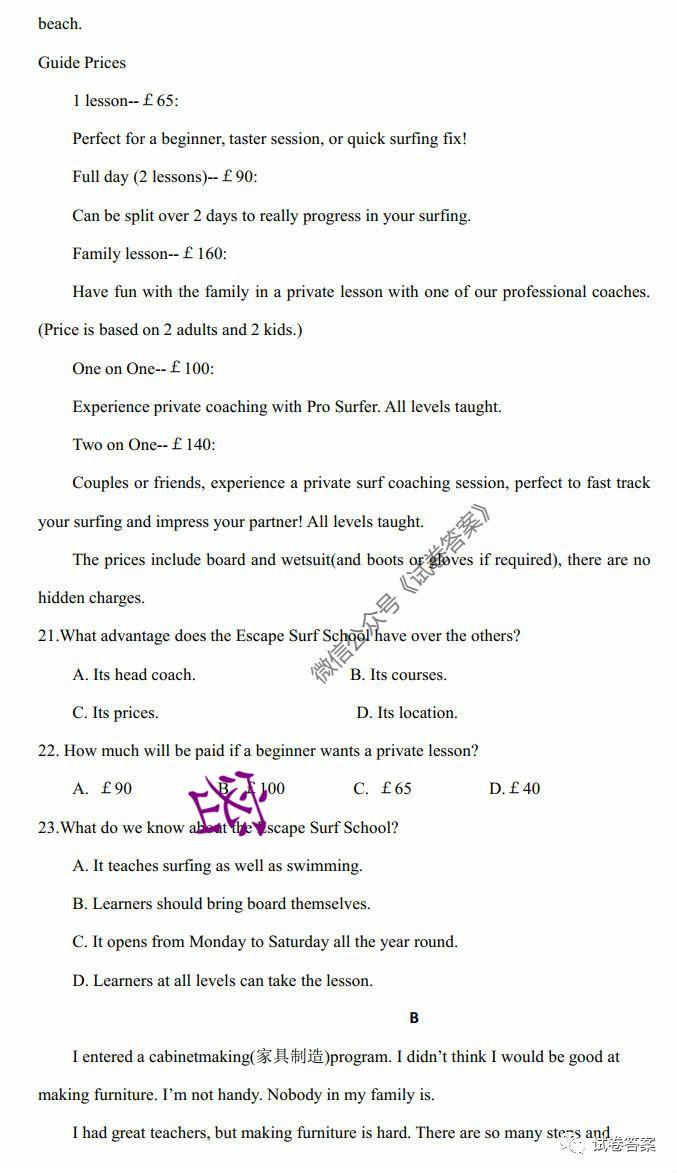 beach.
Guide Prices
1 lesson--￡65:
Perfect for a beginner, taster session, or quick surfing fix!
Full day (2 lessons)--￡90:
Can be split over 2 days to really progress in your surfing.
Family lesson--￡160:
Have fun with the family in a private lesson with one of our professional coaches.
(Price is based on 2 adults and 2 kids.)
One on One--￡100:
Experience private coaching with Pro Surfer. All levels taught.
Two on One--￡140:
Couples or friends, experience a private surf coaching session, perfect to fast track
your surfing and impress your partner! All levels taught.
The prices include board and wetsuit(and boots or gloves if required), there are no
hidden charges.
微信公众号《试卷答案》
21.What advantage does the Escape Surf School have over the others?
A. Its head coach. B. Its courses.
C. Its prices. D. Its location.
22. How much will be paid if a beginner wants a private lesson?
A. ￡90 B. ￡100 C. ￡65 D.￡40
23.What do we know about the Escape Surf School?
A. It teaches surfing as well as swimming.
B. Learners should bring board themselves.
C. It opens from Monday to Saturday all the year round.
D. Learners at all levels can take the lesson.
B
I entered a cabinetmaking(家具制造)program. I didn’t think I would be good at
making furniture. I’m not handy. Nobody in my family is.
I had great teachers, but making furniture is hard. There are so many steps and
试卷答案